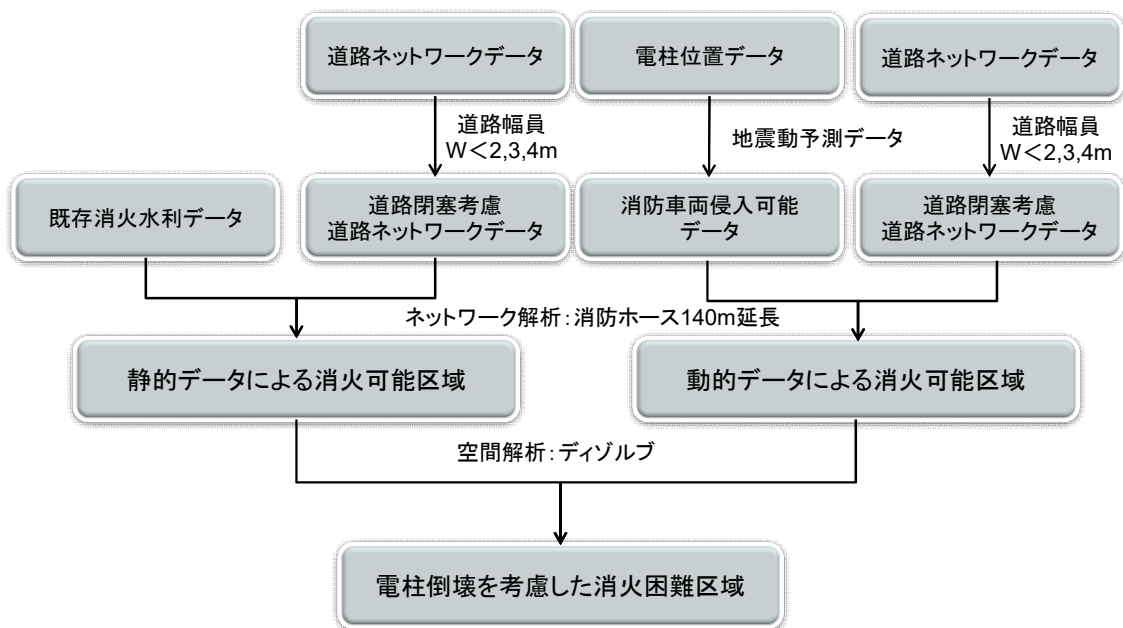 道路ネットワークデータ
電柱位置データ
道路ネットワークデータ
道路幅員
W＜2,3,4m
地震動予測データ
道路幅員
W＜2,3,4m
既存消火水利データ
道路閉塞考慮
道路ネットワークデータ
消防車両侵入可能
データ
道路閉塞考慮
道路ネットワークデータ
ネットワーク解析：消防ホース140m延長
静的データによる消火可能区域
動的データによる消火可能区域
空間解析：ディゾルブ
電柱倒壊を考慮した消火困難区域